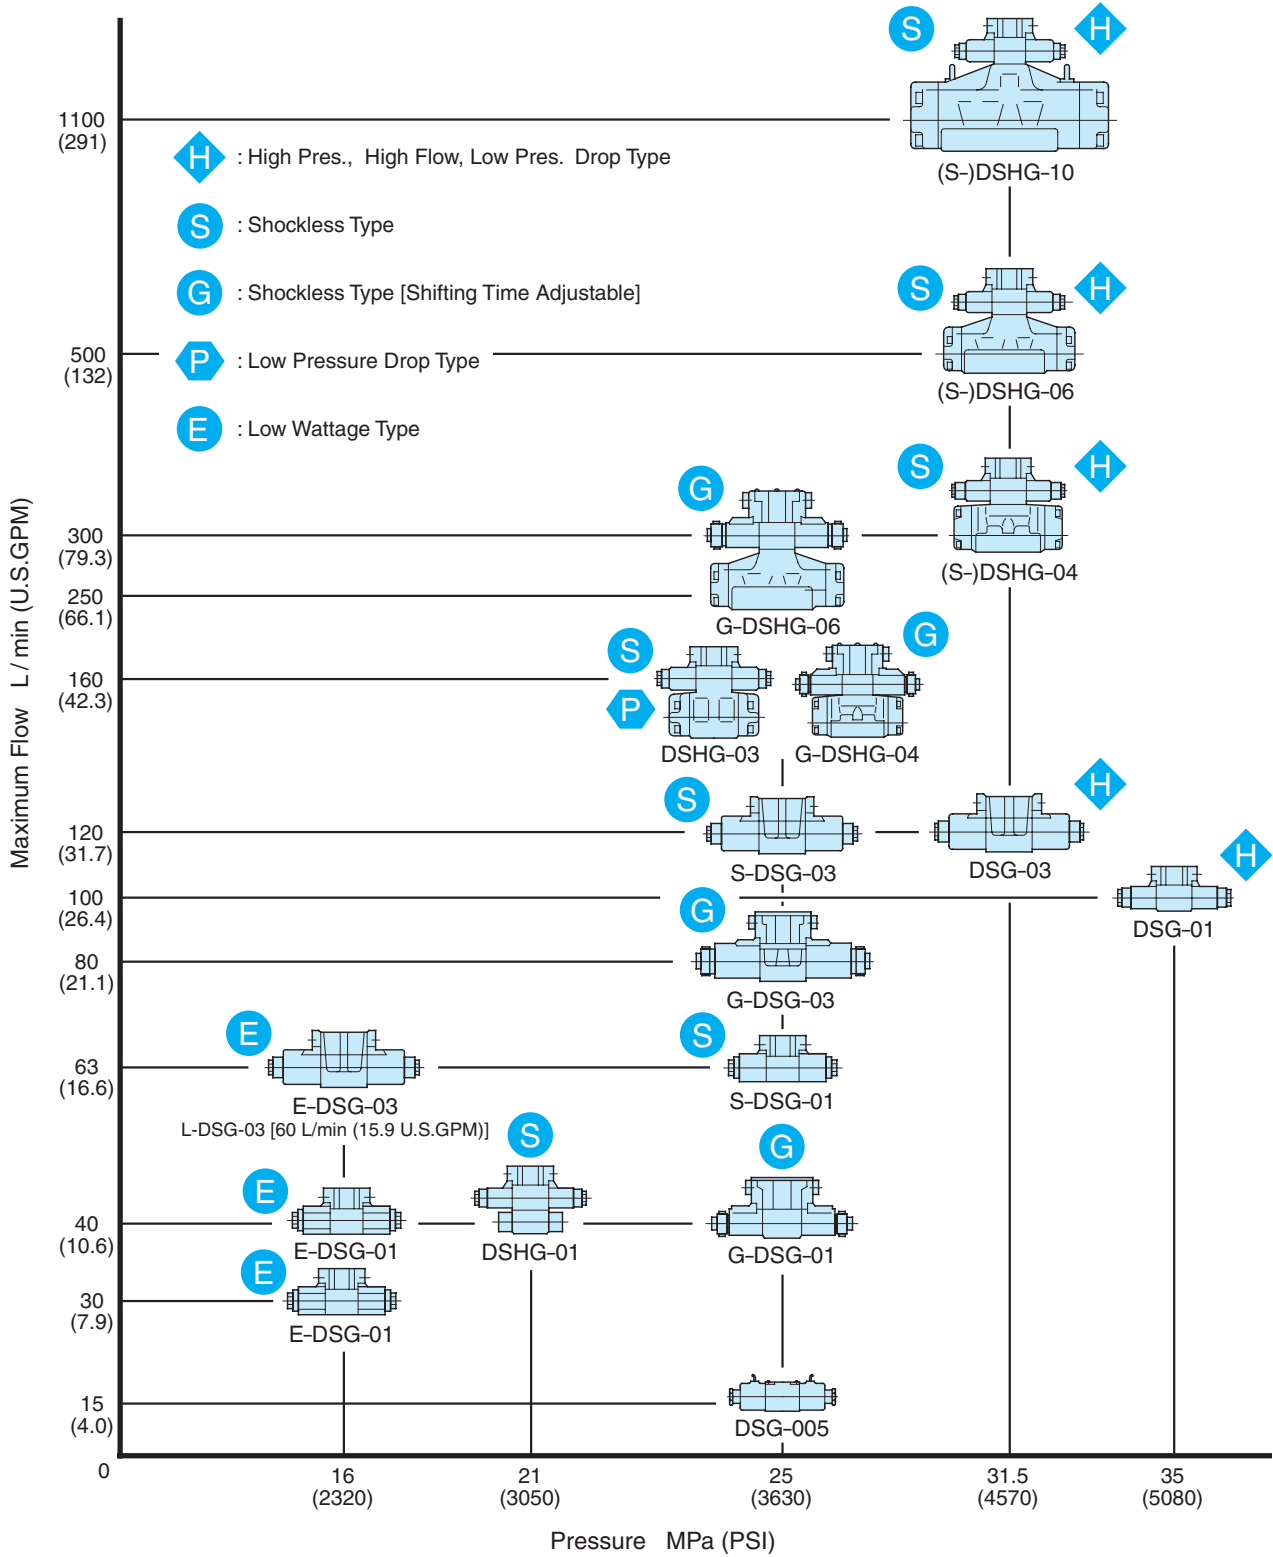 S
H
1100
(291)
(S-)DSHG-10
H : High Pres., High Flow, Low Pres. Drop Type
S : Shockless Type
G : Shockless Type [Shifting Time Adjustable]
P : Low Pressure Drop Type
E : Low Wattage Type
S
H
500
(132)
(S-)DSHG-06
S
H
G
300
(79.3)
(S-)DSHG-04
250
(66.1)
G-DSHG-06
S
G
160
(42.3)
P
DSHG-03
G-DSHG-04
S
H
120
(31.7)
S-DSG-03
DSG-03
H
100
(26.4)
DSG-01
G
80
(21.1)
G-DSG-03
E
S
63
(16.6)
E-DSG-03
S-DSG-01
L-DSG-03 [60 L/min (15.9 U.S.GPM)]
S
G
E
40
(10.6)
E-DSG-01
DSHG-01
G-DSG-01
E
30
(7.9)
E-DSG-01
15
(4.0)
DSG-005
Maximum Flow L / min (U.S.GPM)
0
16
(2320)
21
(3050)
25
(3630)
31.5
(4570)
35
(5080)
Pressure MPa (PSI)